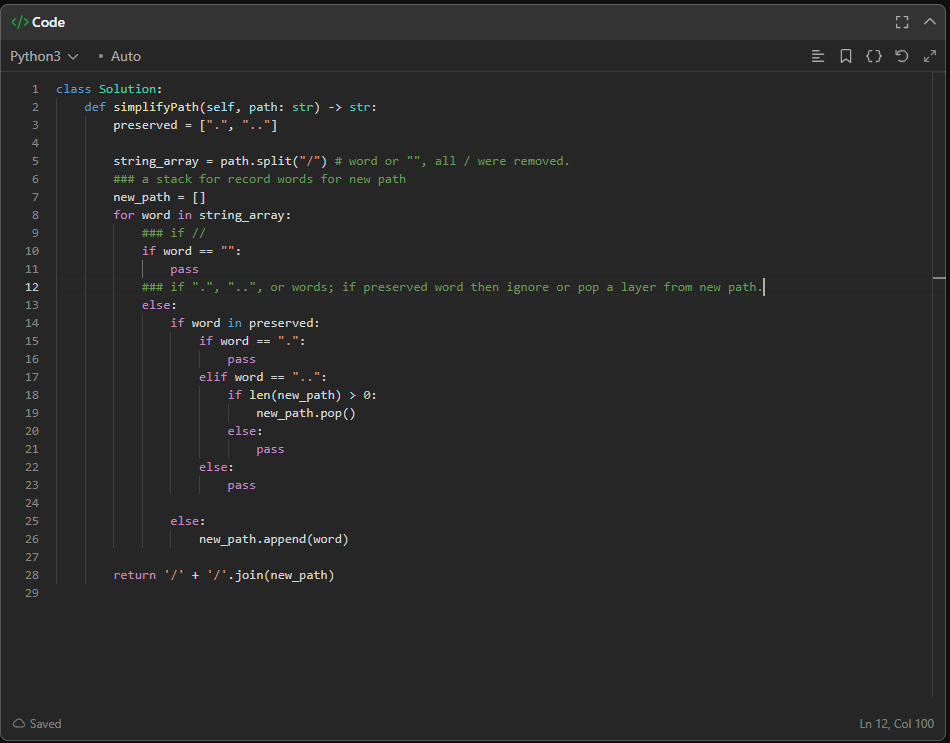 </> Code
Python3 • Auto
1 class Solution:
2     def simplifyPath(self, path: str) -> str:
3         preserved = [".", ".."]
4
5         string_array = path.split("/") # word or "", all / were removed.
6         ### a stack for record words for new path
7         new_path = []
8         for word in string_array:
9             ### if //
10             if word == "":
11                 pass
12             ### if ".", "..", or words; if preserved word then ignore or pop a layer from new path.
13             else:
14                 if word in preserved:
15                     if word == ".":
16                         pass
17                     elif word == "..":
18                         if len(new_path) > 0:
19                             new_path.pop()
20                         else:
21                             pass
22                     else:
23                         pass
24
25                 else:
26                     new_path.append(word)
27
28         return '/' + '/'.join(new_path)
29
Saved
Ln 12, Col 100